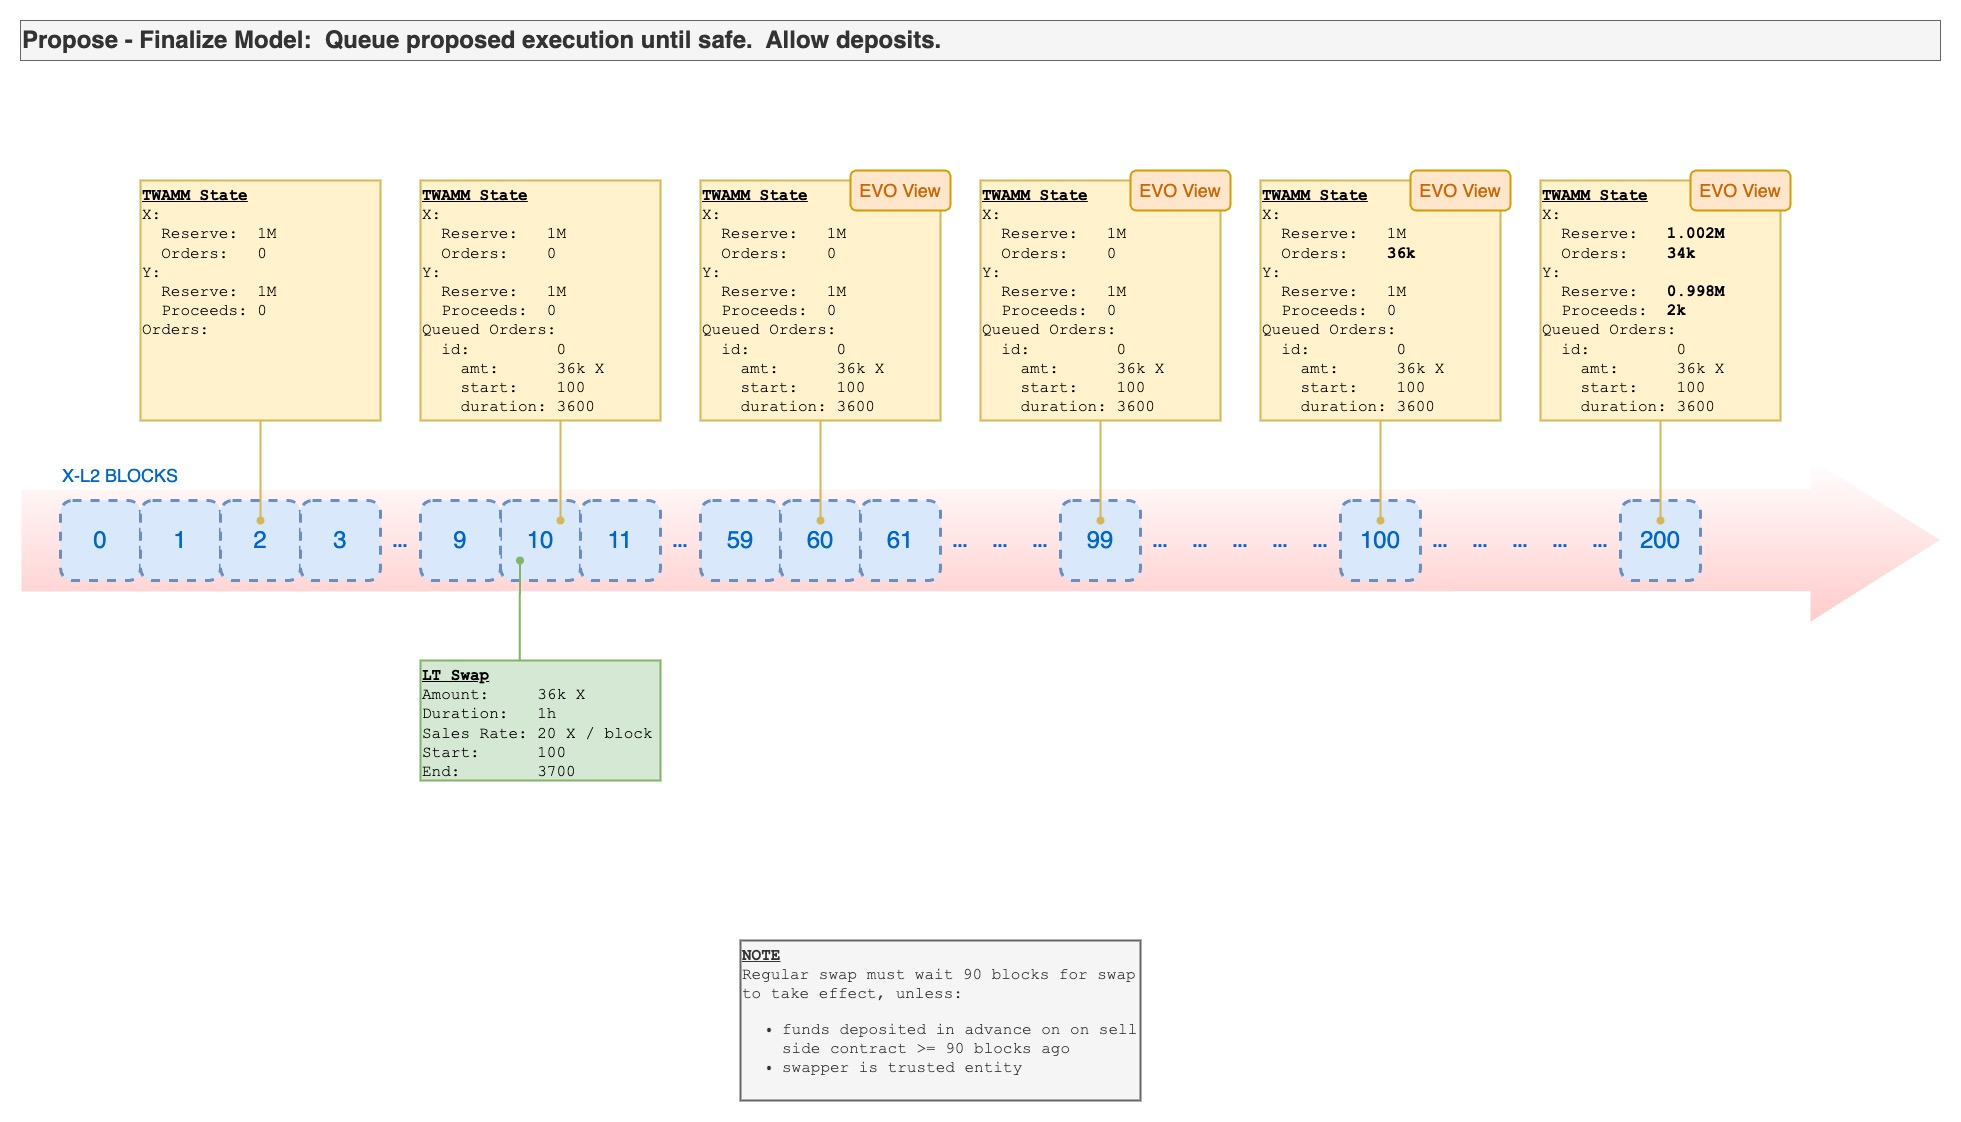 Propose - Finalize Model:  Queue proposed execution until safe.  Allow deposits.
TWAMM State
X:
  Reserve:  1M
  Orders:   0
Y:
  Reserve:  1M
  Proceeds: 0
Orders:
TWAMM State
X:
  Reserve:   1M
  Orders:    0
Y:
  Reserve:   1M
  Proceeds:  0
Queued Orders:
  id:         0
    amt:      36k X
    start:    100
    duration: 3600
EVO View
TWAMM State
X:
  Reserve:   1M
  Orders:    0
Y:
  Reserve:   1M
  Proceeds:  0
Queued Orders:
  id:         0
    amt:      36k X
    start:    100
    duration: 3600
EVO View
TWAMM State
X:
  Reserve:   1M
  Orders:    0
Y:
  Reserve:   1M
  Proceeds:  0
Queued Orders:
  id:         0
    amt:      36k X
    start:    100
    duration: 3600
EVO View
TWAMM State
X:
  Reserve:   1M
  Orders:    36k
Y:
  Reserve:   1M
  Proceeds:  0
Queued Orders:
  id:         0
    amt:      36k X
    start:    100
    duration: 3600
EVO View
TWAMM State
X:
  Reserve:   1.002M
  Orders:    34k
Y:
  Reserve:   0.998M
  Proceeds:  2k
Queued Orders:
  id:         0
    amt:      36k X
    start:    100
    duration: 3600
X-L2 BLOCKS
0 1 2 3 ... 9 10 11 ... 59 60 61 ... ... ... 99 ... ... ... ... ... 100 ... ... ... ... ... 200
LT Swap
Amount:     36k X
Duration:   1h
Sales Rate: 20 X / block
Start:      100
End:        3700
NOTE
Regular swap must wait 90 blocks for swap
to take effect, unless:
• funds deposited in advance on on sell
side contract >= 90 blocks ago
• swapper is trusted entity